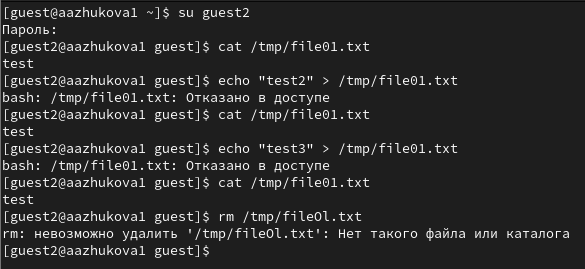 [guest@aazhukova1 ~]$ su guest2
Пароль:
[guest2@aazhukova1 guest]$ cat /tmp/file01.txt
test
[guest2@aazhukova1 guest]$ echo "test2" > /tmp/file01.txt
bash: /tmp/file01.txt: Отказано в доступе
[guest2@aazhukova1 guest]$ cat /tmp/file01.txt
test
[guest2@aazhukova1 guest]$ echo "test3" > /tmp/file01.txt
bash: /tmp/file01.txt: Отказано в доступе
[guest2@aazhukova1 guest]$ cat /tmp/file01.txt
test
[guest2@aazhukova1 guest]$ rm /tmp/fileOl.txt
rm: невозможно удалить '/tmp/fileOl.txt': Нет такого файла или каталога
[guest2@aazhukova1 guest]$